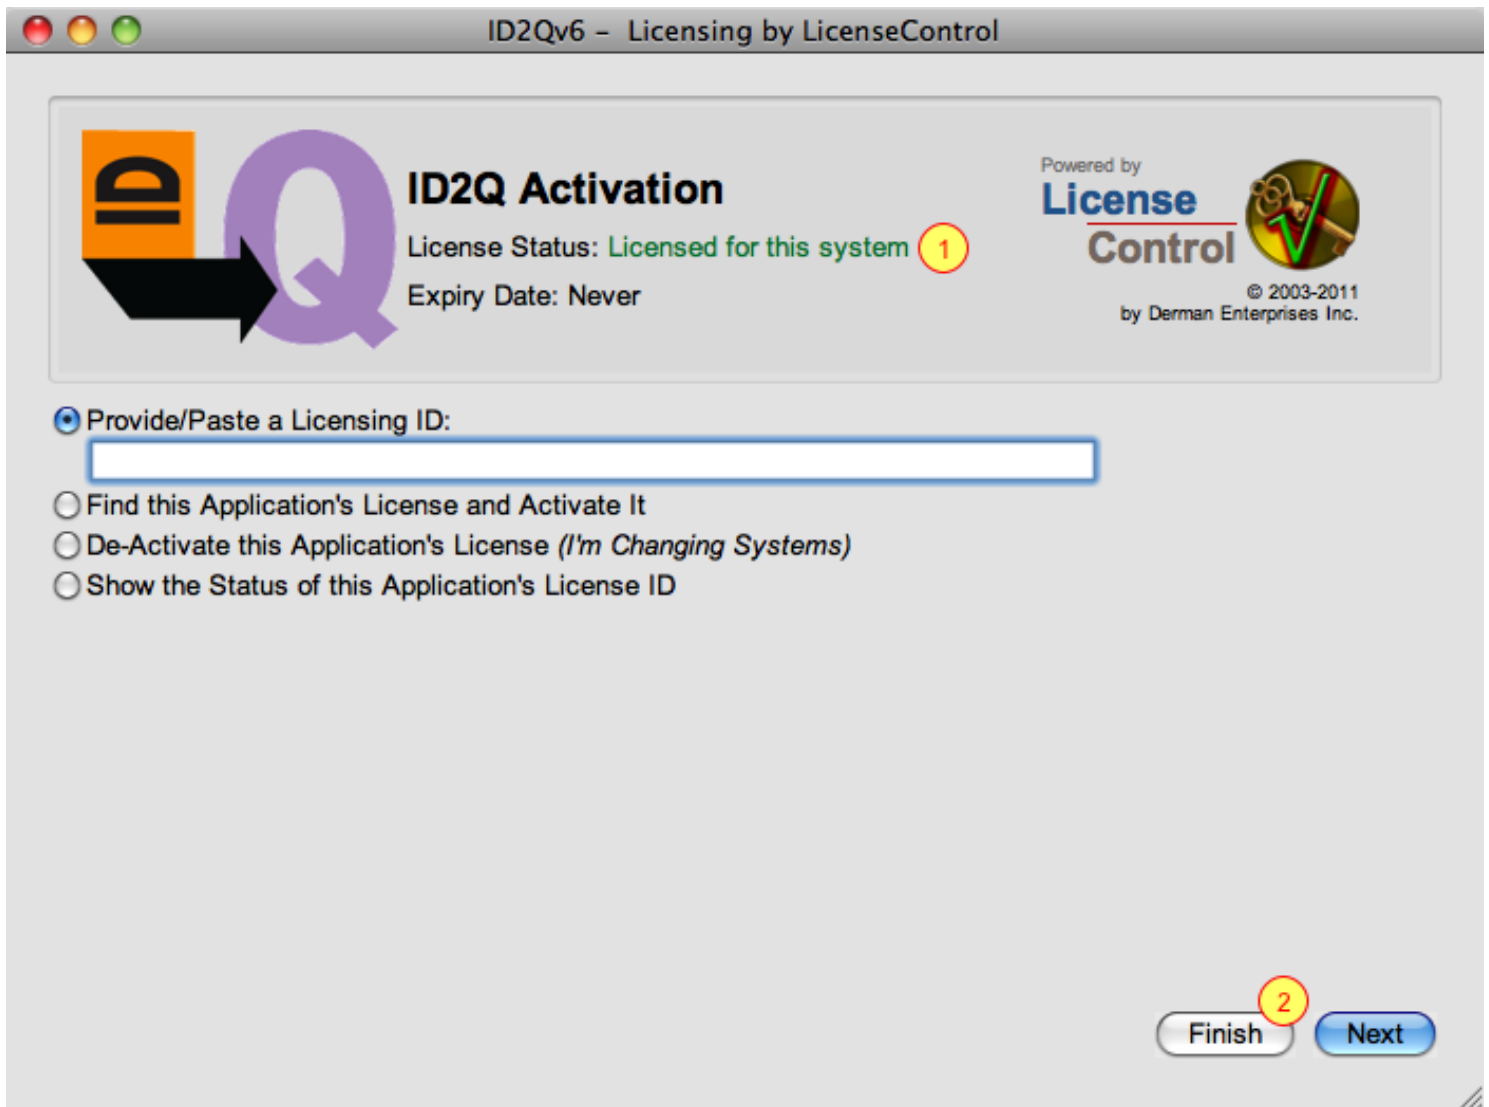 ID2Qv6 – Licensing by LicenseControl
ID
Q
ID2Q Activation
License Status: Licensed for this system
1
Expiry Date: Never
Powered by
License
Control
© 2003-2011
by Derman Enterprises Inc.
Provide/Paste a Licensing ID:
Find this Application's License and Activate It
De-Activate this Application's License (I'm Changing Systems)
Show the Status of this Application's License ID
2
Finish
Next